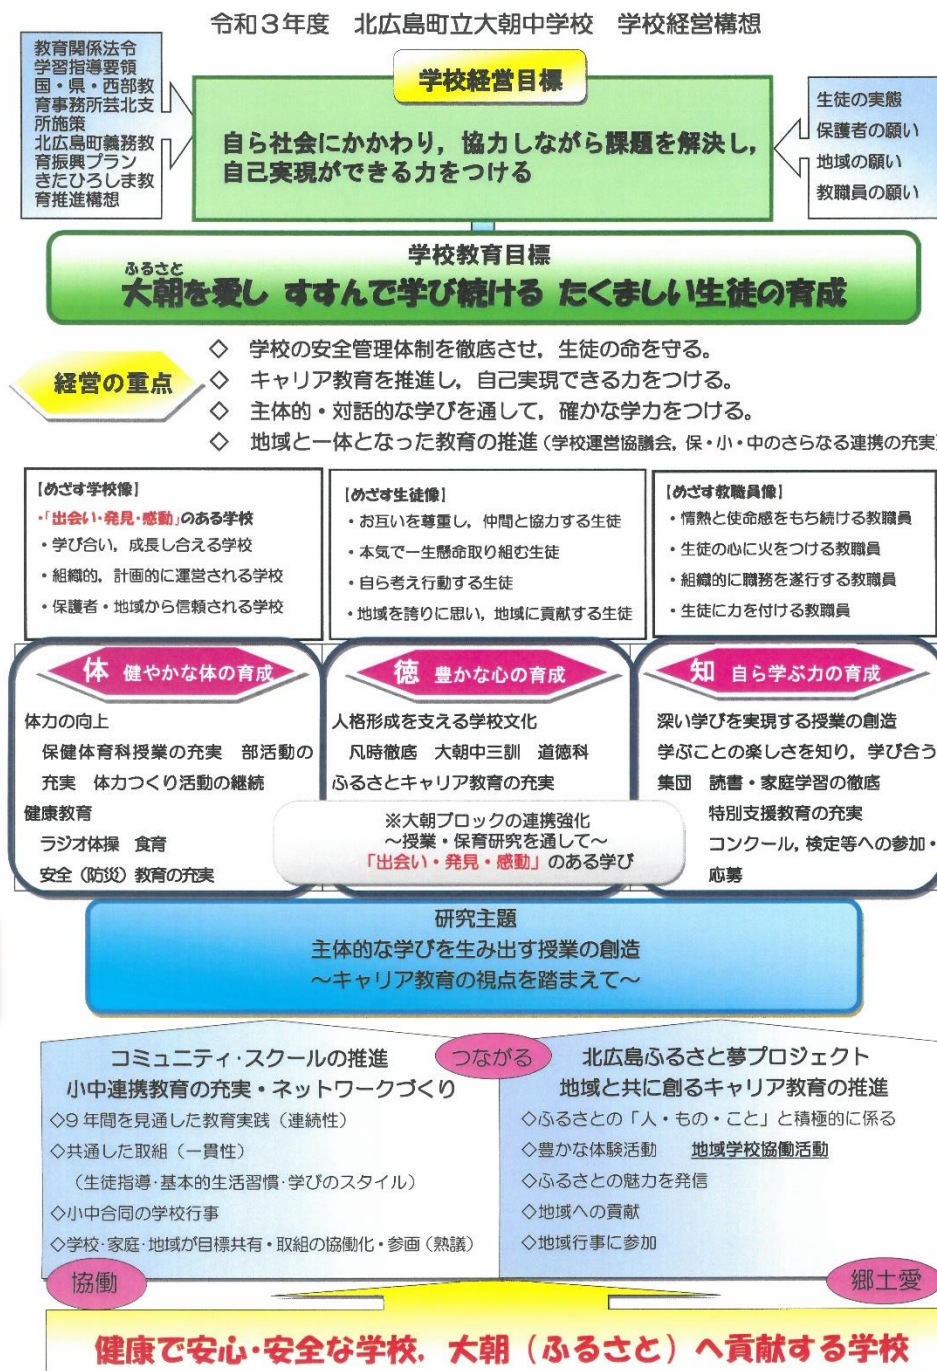 令和3年度　北広島町立大朝中学校　学校経営構想
教育関係法令
学習指導要領
国・県・西部教
育事務所芸北支
所施策
北広島町義務教
育振興プラン
きたひろしま教
育推進構想
学校経営目標
自ら社会にかかわり，協力しながら課題を解決し，
自己実現ができる力をつける
生徒の実態
保護者の願い
地域の願い
教職員の願い
学校教育目標
ふるさと
大朝を愛し すすんで学び続ける たくましい生徒の育成
経営の重点
◇　学校の安全管理体制を徹底させ，生徒の命を守る。
◇　キャリア教育を推進し，自己実現できる力をつける。
◇　主体的・対話的な学びを通して，確かな学力をつける。
◇　地域と一体となった教育の推進（学校運営協議会，保・小・中のさらなる連携の充実）
【めざす学校像】
・「出会い・発見・感動」のある学校
・学び合い，成長し合える学校
・組織的，計画的に運営される学校
・保護者・地域から信頼される学校
【めざす生徒像】
・お互いを尊重し，仲間と協力する生徒
・本気で一生懸命取り組む生徒
・自ら考え行動する生徒
・地域を誇りに思い，地域に貢献する生徒
【めざす教職員像】
・情熱と使命感をもち続ける教職員
・生徒の心に火をつける教職員
・組織的に職務を遂行する教職員
・生徒に力を付ける教職員
体　健やかな体の育成
体力の向上
保健体育科授業の充実　部活動の
充実　体力つくり活動の継続
健康教育
ラジオ体操　食育
安全（防災）教育の充実
徳　豊かな心の育成
人格形成を支える学校文化
凡時徹底　大朝中三訓　道徳科
ふるさとキャリア教育の充実
知　自ら学ぶ力の育成
深い学びを実現する授業の創造
学ぶことの楽しさを知り，学び合う
集団　読書・家庭学習の徹底
特別支援教育の充実
コンクール，検定等への参加・
応募
※大朝ブロックの連携強化
～授業・保育研究を通して～
「出会い・発見・感動」のある学び
研究主題
主体的な学びを生み出す授業の創造
～キャリア教育の視点を踏まえて～
つながる
コミュニティ・スクールの推進
小中連携教育の充実・ネットワークづくり
◇9年間を見通した教育実践（連続性）
◇共通した取組（一貫性）
（生徒指導・基本的生活習慣・学びのスタイル）
◇小中合同の学校行事
◇学校・家庭・地域が目標共有・取組の協働化・参画（熟議）
北広島ふるさと夢プロジェクト
地域と共に創るキャリア教育の推進
◇ふるさとの「人・もの・こと」と積極的に係る
◇豊かな体験活動　地域学校協働活動
◇ふるさとの魅力を発信
◇地域への貢献
◇地域行事に参加
協働
郷土愛
健康で安心・安全な学校，大朝（ふるさと）へ貢献する学校